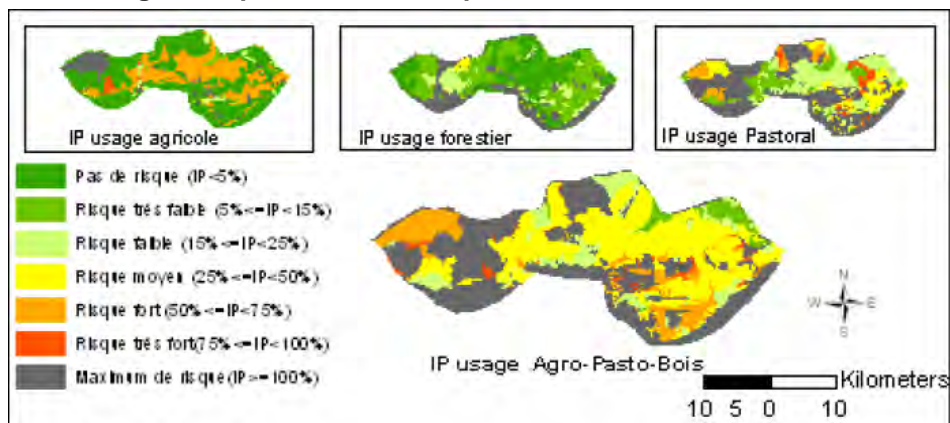 IP usage agricole
IP usage forestier
IP usage Pastoral
Pas de risque (IP<5%)
Risque très faible (5%<=IP<15%)
Risque faible (15%<=IP<25%)
Risque moyen (25%<=IP<50%)
Risque fort(50%<=IP<75%)
Risque très fort(75%<=IP<100%)
Maximum de risque(IP>=100%)
IP usage Agro-Pasto-Bois
N
W
E
S
Kilometers
10 5 0 10